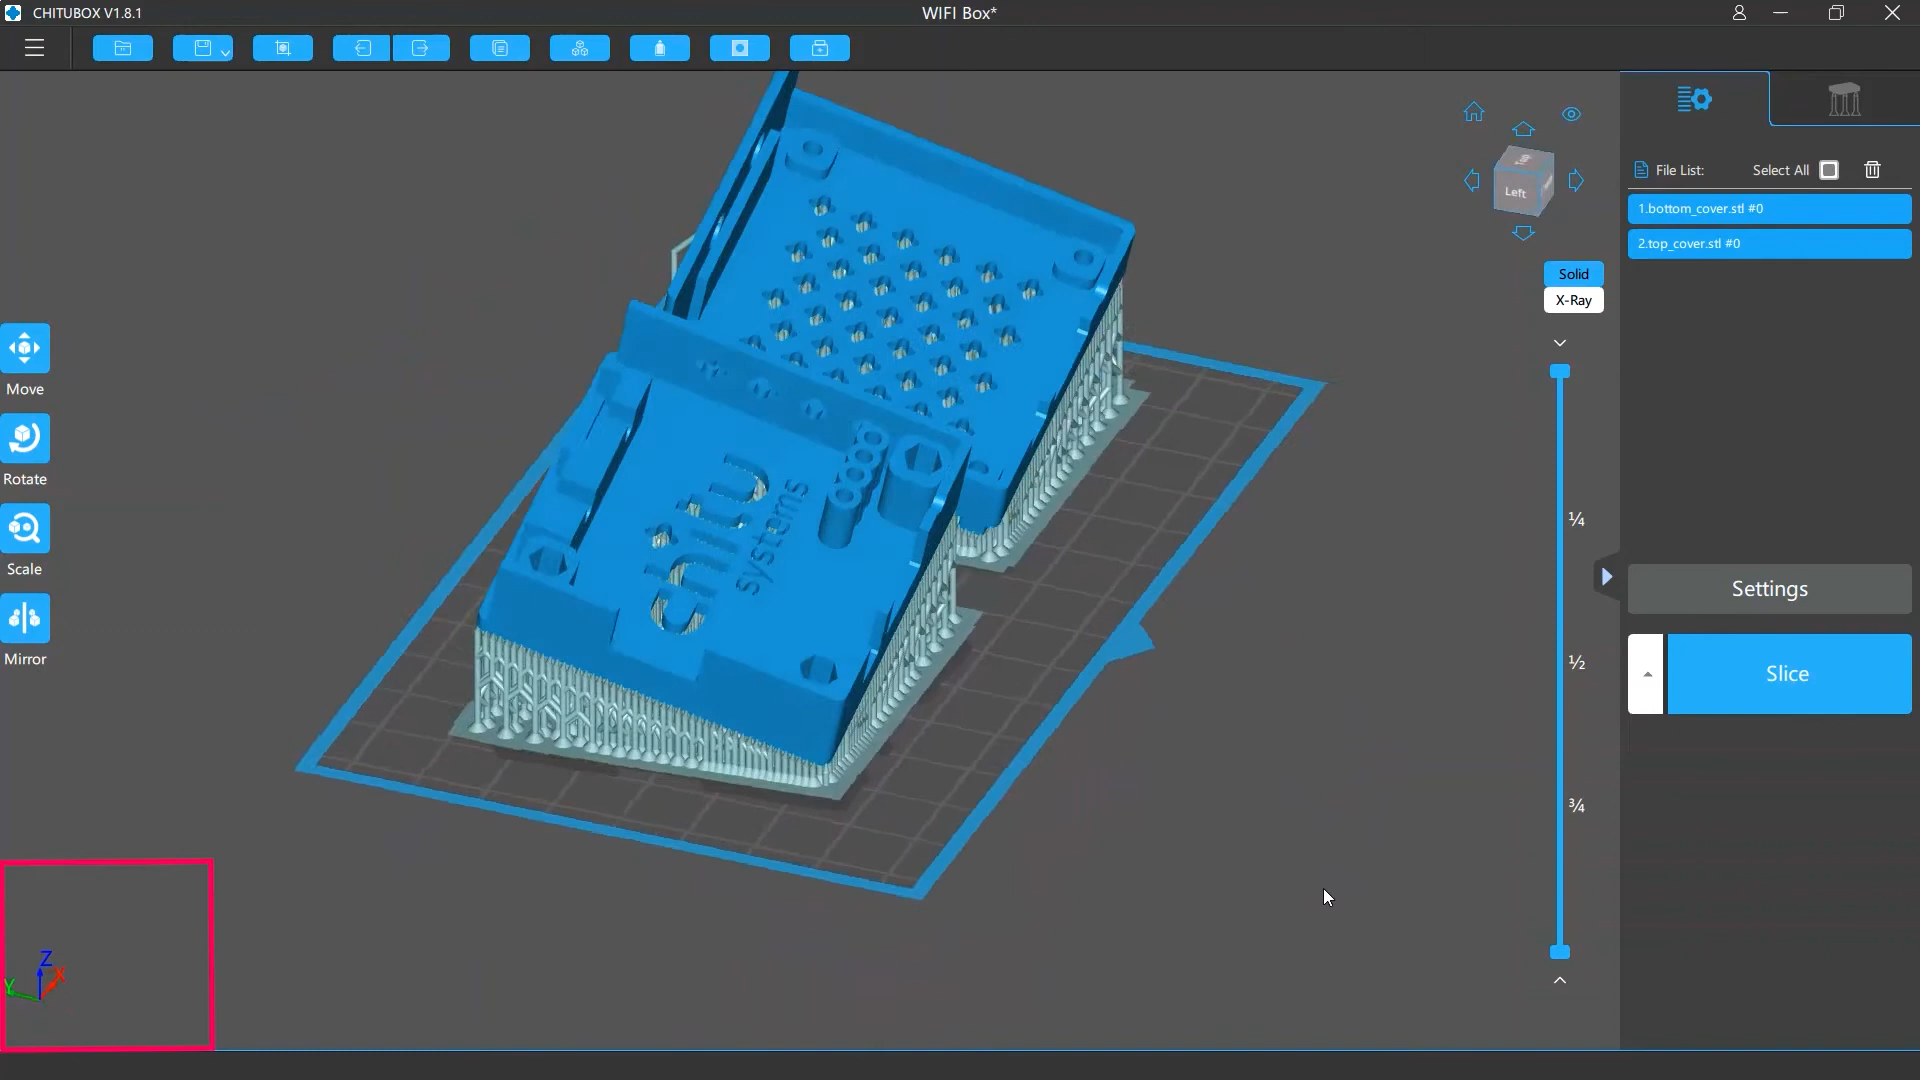 CHITUBOX V1.8.1
WIFI Box*
File List:
Select All
1.bottom_cover.stl #0
2.top_cover.stl #0
Left
Solid
X-Ray
Move
Rotate
Scale
Mirror
¼
½
¾
Settings
Slice
chitu
systems
Z
X
Y